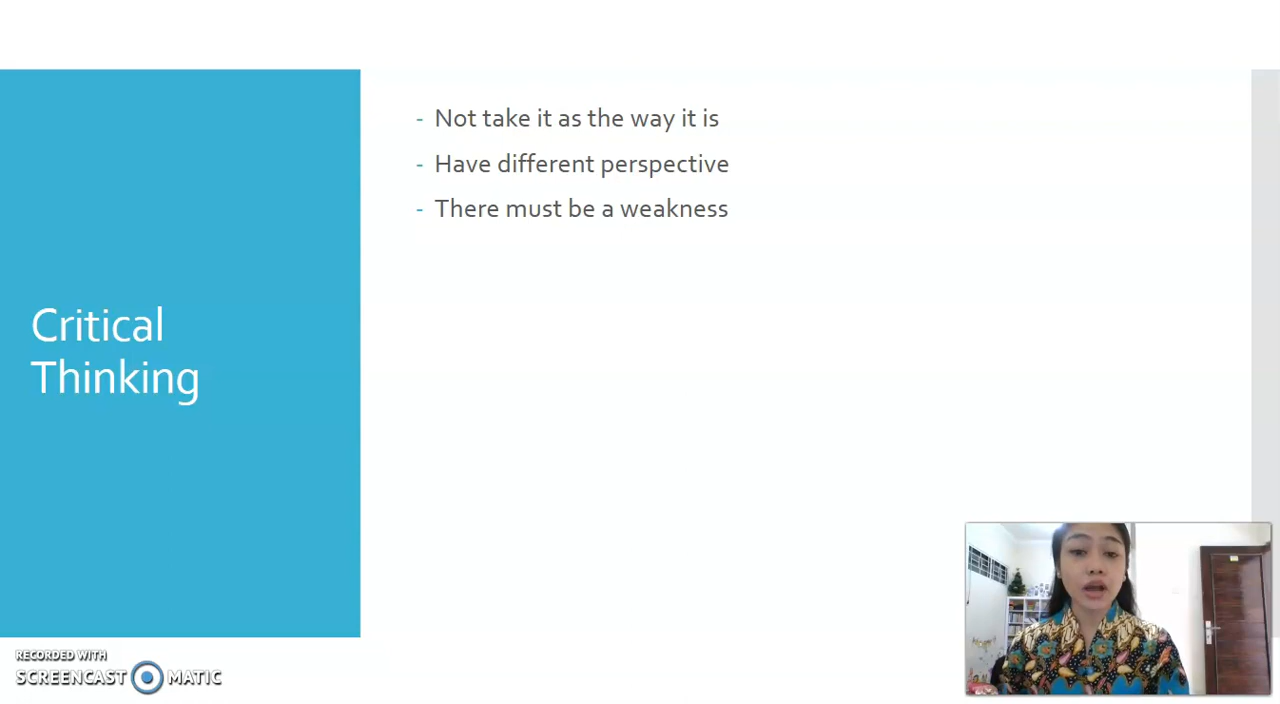 - Not take it as the way it is
- Have different perspective
- There must be a weakness
Critical
Thinking
RECORDED WITH
SCREENCAST MATIC